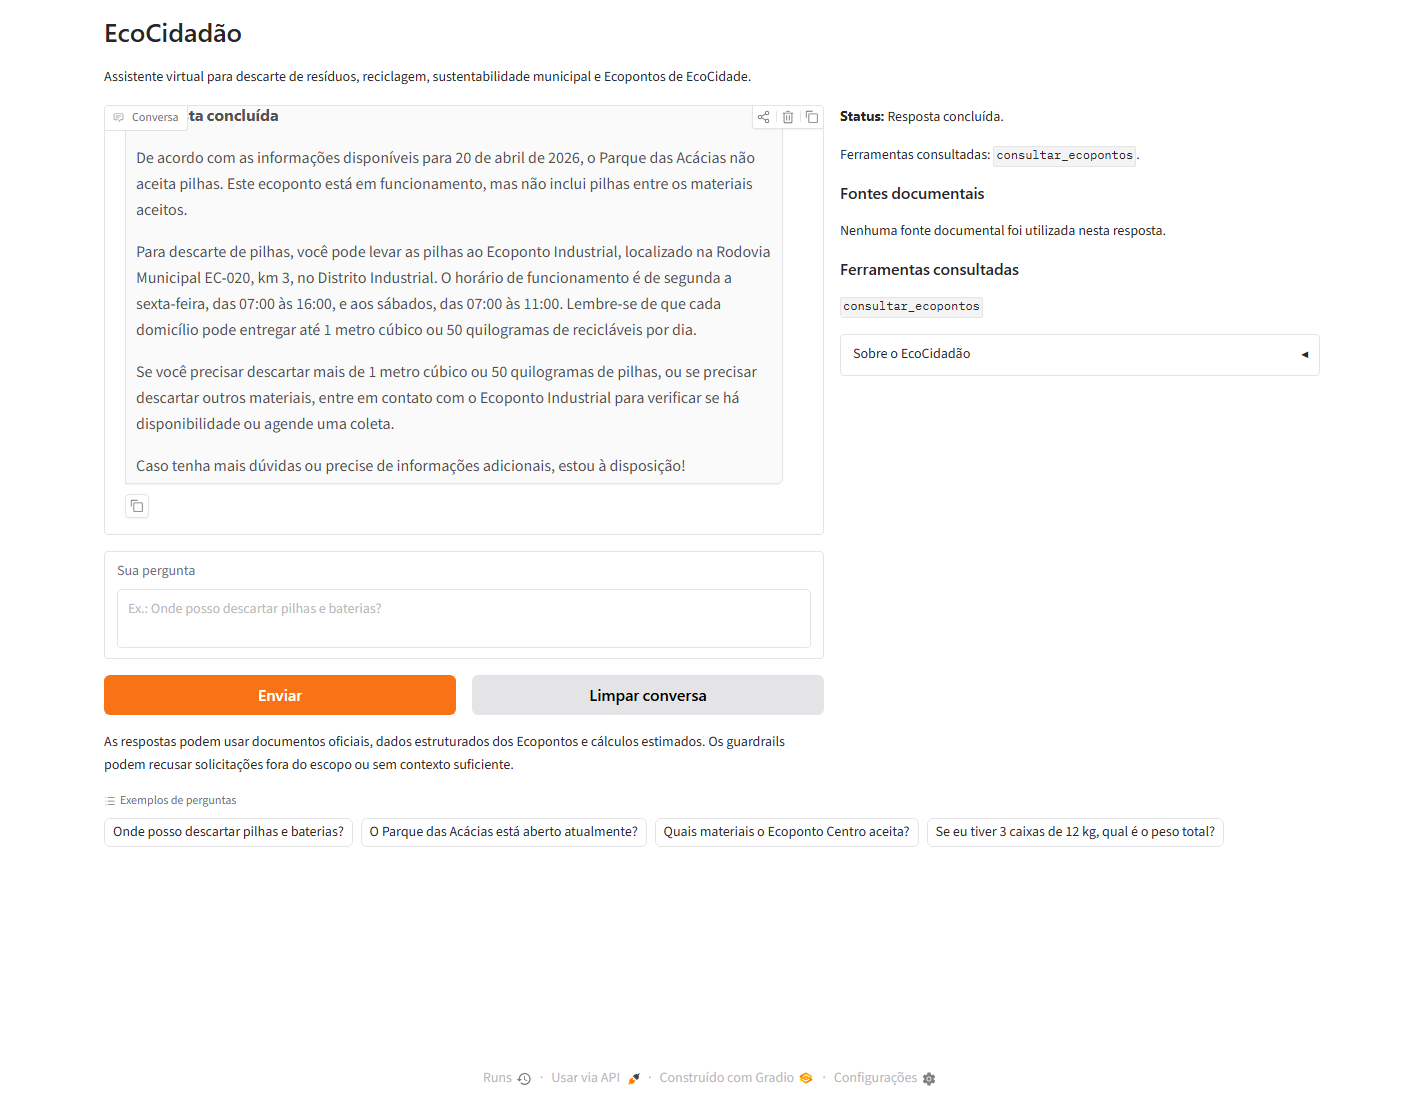 EcoCidadão
Assistente virtual para descarte de resíduos, reciclagem, sustentabilidade municipal e Ecopontos de EcoCidade.
Conversa
ta concluída
De acordo com as informações disponíveis para 20 de abril de 2026, o Parque das Acácias não
aceita pilhas. Este ecoponto está em funcionamento, mas não inclui pilhas entre os materiais
aceitos.
Para descarte de pilhas, você pode levar as pilhas ao Ecoponto Industrial, localizado na Rodovia
Municipal EC-020, km 3, no Distrito Industrial. O horário de funcionamento é de segunda a
sexta-feira, das 07:00 às 16:00, e aos sábados, das 07:00 às 11:00. Lembre-se de que cada
domicílio pode entregar até 1 metro cúbico ou 50 quilogramas de recicláveis por dia.
Se você precisar descartar mais de 1 metro cúbico ou 50 quilogramas de pilhas, ou se precisar
descartar outros materiais, entre em contato com o Ecoponto Industrial para verificar se há
disponibilidade ou agende uma coleta.
Caso tenha mais dúvidas ou precise de informações adicionais, estou à disposição!
Sua pergunta
Ex.: Onde posso descartar pilhas e baterias?
Enviar
Limpar conversa
As respostas podem usar documentos oficiais, dados estruturados dos Ecopontos e cálculos estimados. Os guardrails
podem recusar solicitações fora do escopo ou sem contexto suficiente.
Status: Resposta concluída.
Ferramentas consultadas: consultar_ecopontos.
Fontes documentais
Nenhuma fonte documental foi utilizada nesta resposta.
Ferramentas consultadas
consultar_ecopontos
Sobre o EcoCidadão
Exemplos de perguntas
Onde posso descartar pilhas e baterias?
O Parque das Acácias está aberto atualmente?
Quais materiais o Ecoponto Centro aceita?
Se eu tiver 3 caixas de 12 kg, qual é o peso total?
Runs · Usar via API · Construído com Gradio · Configurações